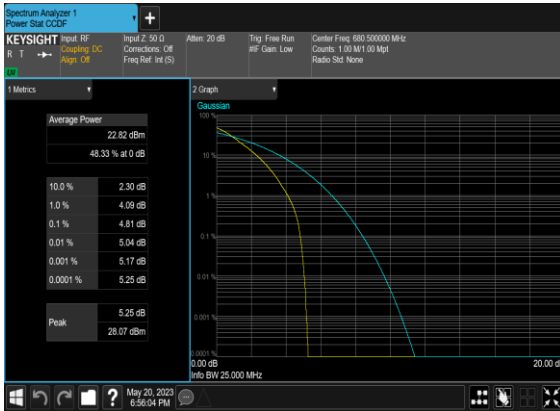 Spectrum Analyzer 1
Power Stat CCDF
KEYSIGHT
R T
LXI
Input: RF
Coupling: DC
Align: Off
Input Z: 50 Ω
Corrections: Off
Freq Ref: Int (S)
Atten: 20 dB
Trig: Free Run
#IF Gain: Low
Center Freq: 680.500000 MHz
Counts: 1.00 M/1.00 Mpt
Radio Std: None
1 Metrics
Average Power
22.82 dBm
48.33 % at 0 dB
10.0 % 2.30 dB
1.0 % 4.09 dB
0.1 % 4.81 dB
0.01 % 5.04 dB
0.001 % 5.17 dB
0.0001 % 5.25 dB
Peak
5.25 dB
28.07 dBm
2 Graph
Gaussian
100 %
10 %
1 %
0.1 %
0.01 %
0.001 %
0.0001 %
0.00 dB 20.00 dB
Info BW 25.000 MHz
May 20, 2023
6:56:04 PM